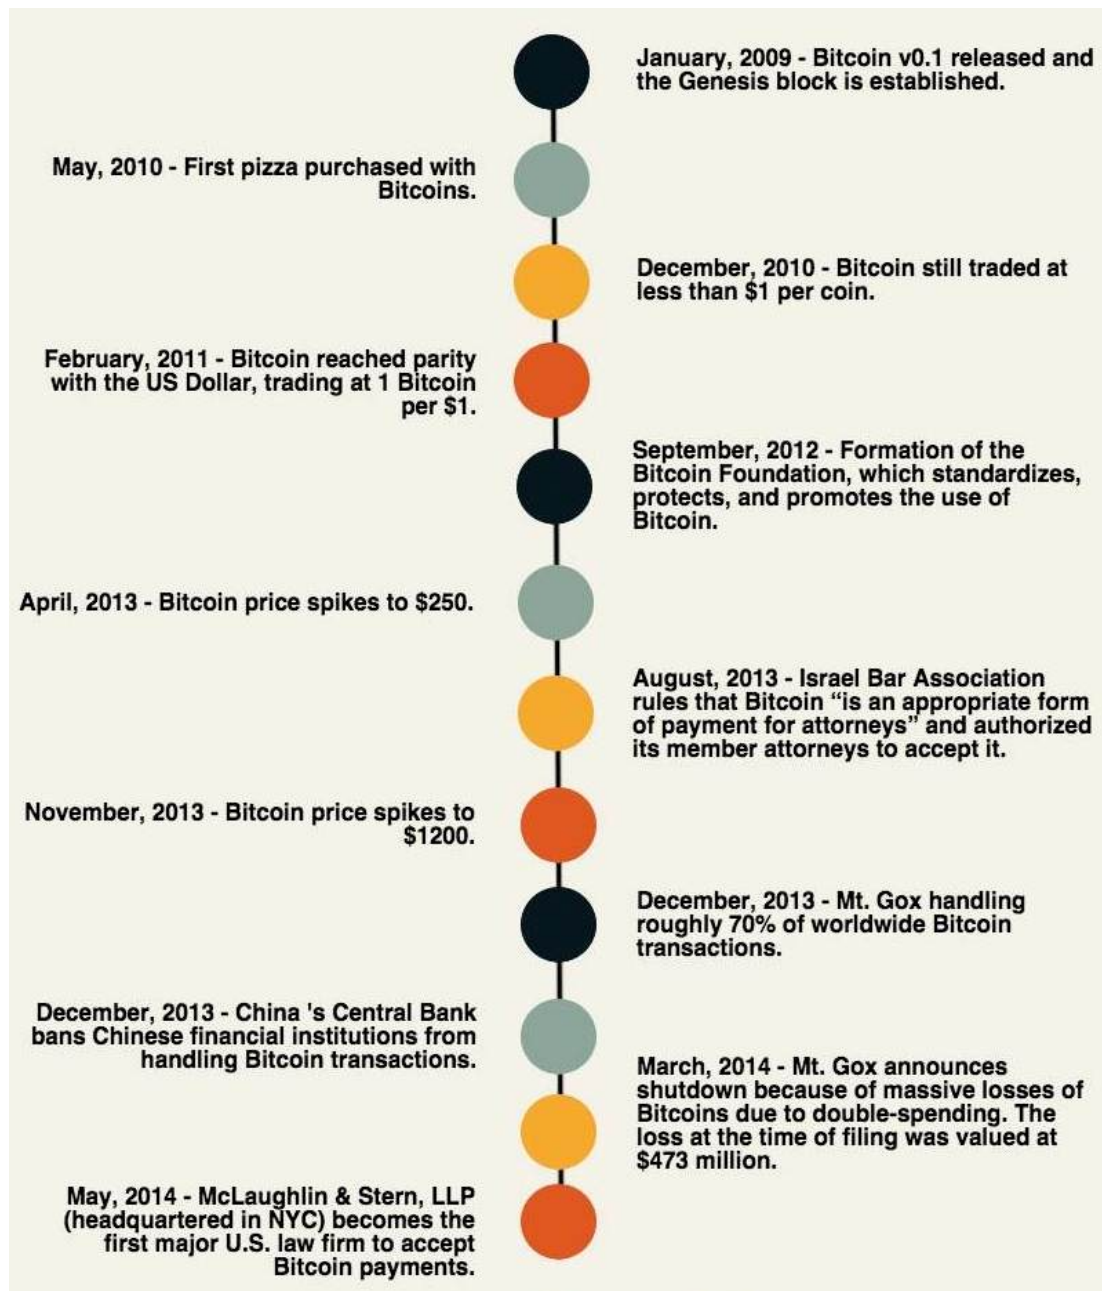 January, 2009 - Bitcoin v0.1 released and
the Genesis block is established.
May, 2010 - First pizza purchased with
Bitcoins.
December, 2010 - Bitcoin still traded at
less than $1 per coin.
February, 2011 - Bitcoin reached parity
with the US Dollar, trading at 1 Bitcoin
per $1.
September, 2012 - Formation of the
Bitcoin Foundation, which standardizes,
protects, and promotes the use of
Bitcoin.
April, 2013 - Bitcoin price spikes to $250.
August, 2013 - Israel Bar Association
rules that Bitcoin “is an appropriate form
of payment for attorneys” and authorized
its member attorneys to accept it.
November, 2013 - Bitcoin price spikes to
$1200.
December, 2013 - Mt. Gox handling
roughly 70% of worldwide Bitcoin
transactions.
December, 2013 - China 's Central Bank
bans Chinese financial institutions from
handling Bitcoin transactions.
March, 2014 - Mt. Gox announces
shutdown because of massive losses of
Bitcoins due to double-spending. The
loss at the time of filing was valued at
$473 million.
May, 2014 - McLaughlin & Stern, LLP
(headquartered in NYC) becomes the
first major U.S. law firm to accept
Bitcoin payments.